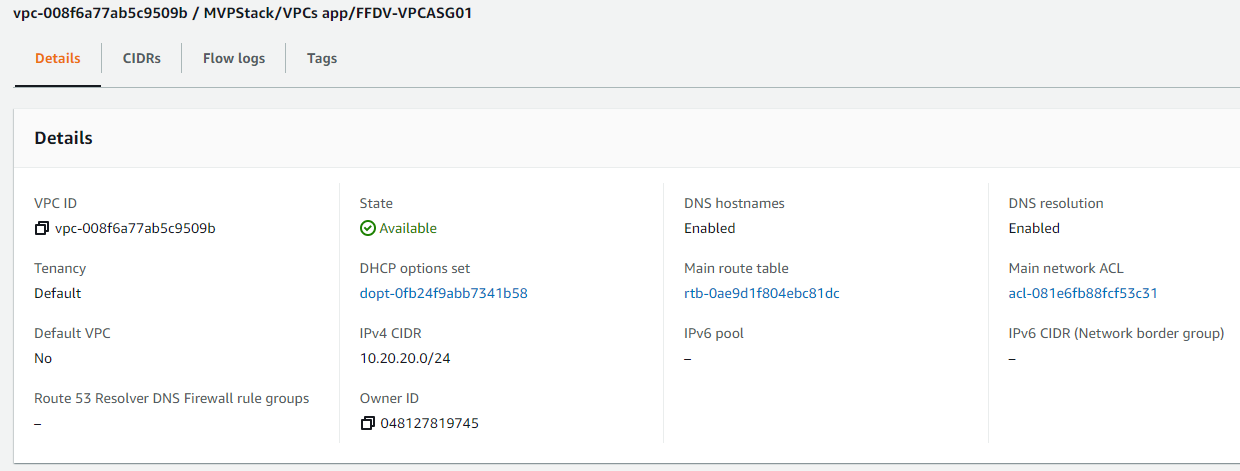 vpc-008f6a77ab5c9509b / MVPStack/VPCs app/FFDV-VPCASG01
Details CIDRs Flow logs Tags
Details
VPC ID State DNS hostnames DNS resolution
vpc-008f6a77ab5c9509b Available Enabled Enabled
Tenancy DHCP options set Main route table Main network ACL
Default dopt-0fb24f9abb7341b58 rtb-0ae9d1f804ebc81dc acl-081e6fb88fcf53c31
Default VPC IPv4 CIDR IPv6 pool IPv6 CIDR (Network border group)
No 10.20.20.0/24 – –
Route 53 Resolver DNS Firewall rule groups Owner ID
– 048127819745